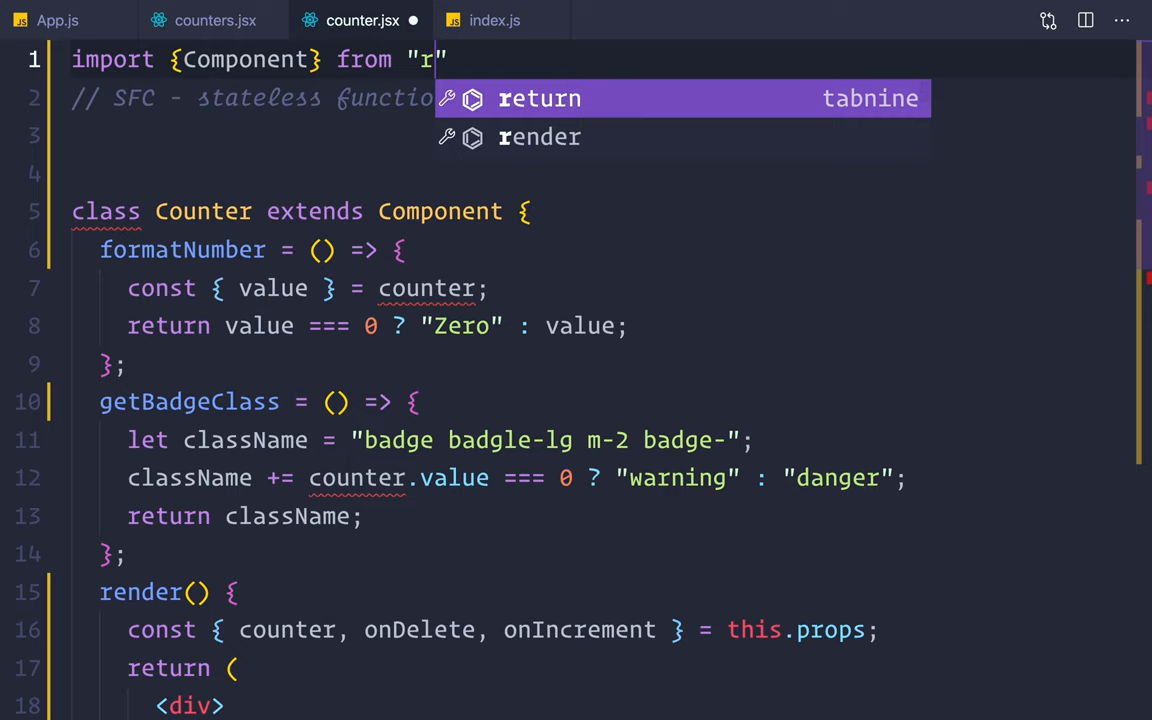 JS App.js counters.jsx counter.jsx ● JS index.js ...
1 import {Component} from "r"
2 // SFC - stateless functio
return tabnine
3
render
4
5 class Counter extends Component {
6 formatNumber = () => {
7 const { value } = counter;
8 return value === 0 ? "Zero" : value;
9 };
10 getBadgeClass = () => {
11 let className = "badge badgle-lg m-2 badge-";
12 className += counter.value === 0 ? "warning" : "danger";
13 return className;
14 };
15 render() {
16 const { counter, onDelete, onIncrement } = this.props;
17 return (
18 <div>